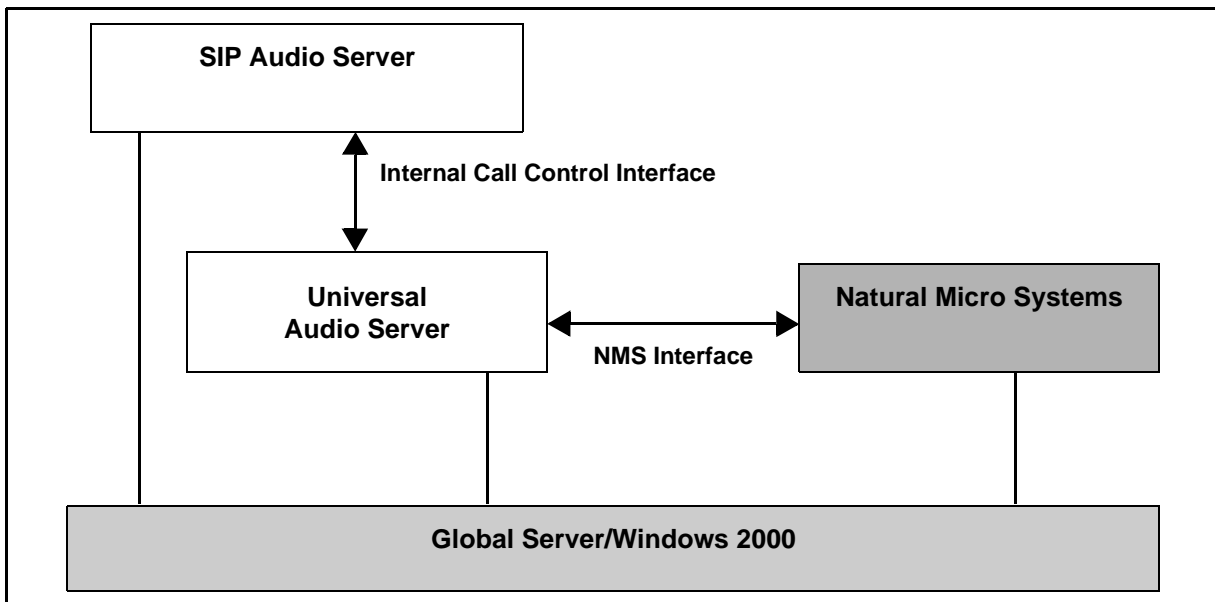 SIP Audio Server
Internal Call Control Interface
Universal
Audio Server
Natural Micro Systems
NMS Interface
Global Server/Windows 2000